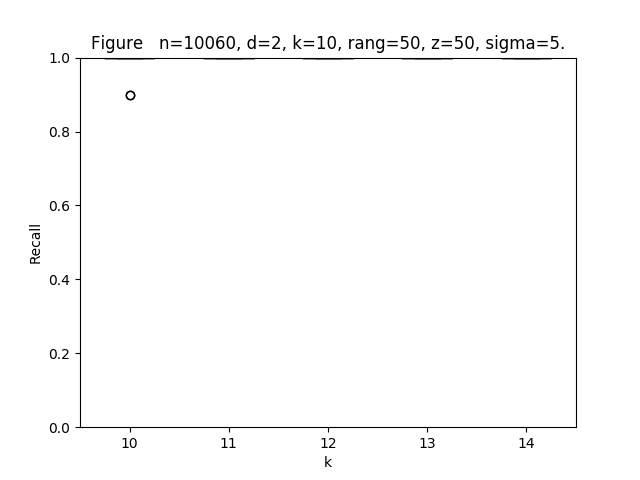 Figure   n=10060, d=2, k=10, rang=50, z=50, sigma=5.
1.0
0.8
0.6
0.4
0.2
0.0
Recall
10 11 12 13 14
k